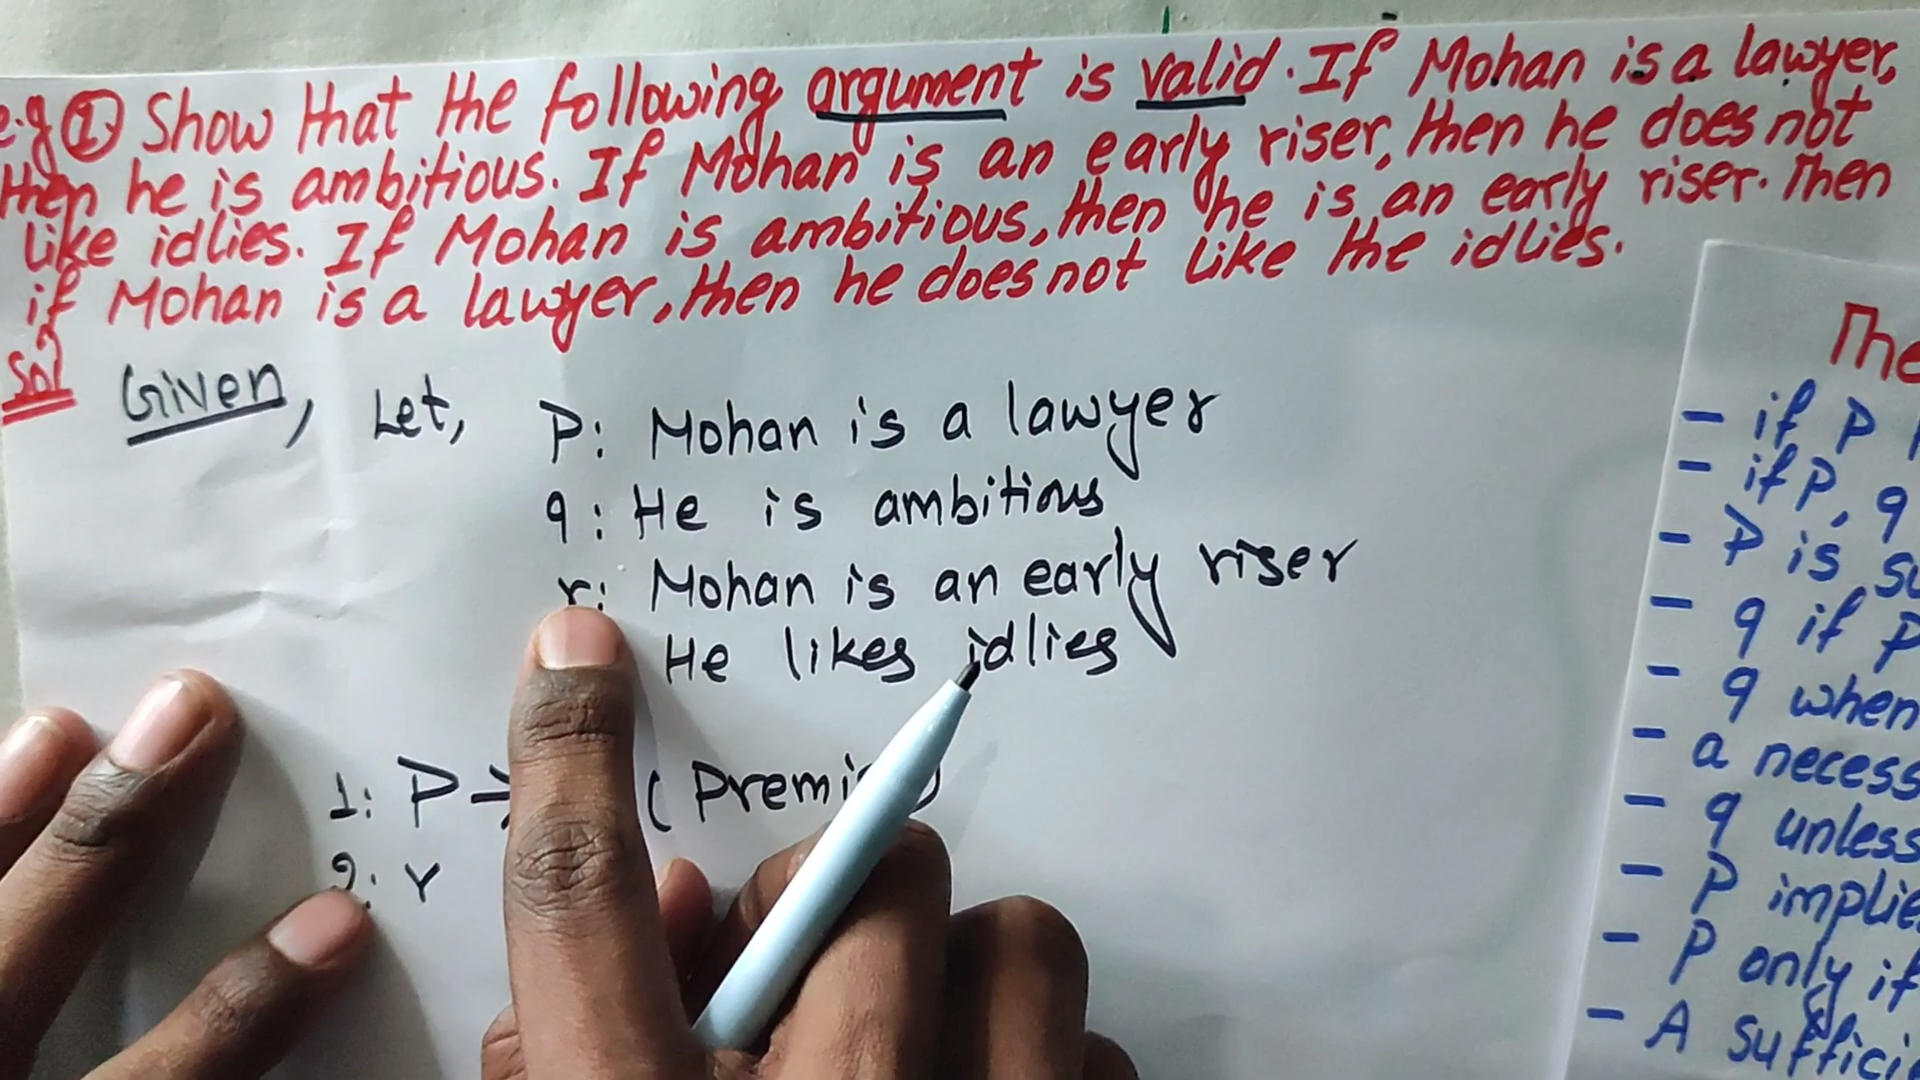 e.g ① Show that the following argument is valid. If Mohan is a lawyer,
then he is ambitious. If Mohan is an early riser, then he does not
like idlies. If Mohan is ambitious, then he is an early riser. Then
if Mohan is a lawyer, then he does not like the idlies.
Sol?
Given, Let, P: Mohan is a lawyer
q: He is ambitious
r: Mohan is an early riser
He likes idlies
1: P→ (Premi
2: r
The
- if P
- if P, q
- P is su
- q if P
- q when
- a necess
- q unless
- P implie
- P only if
- A suffici